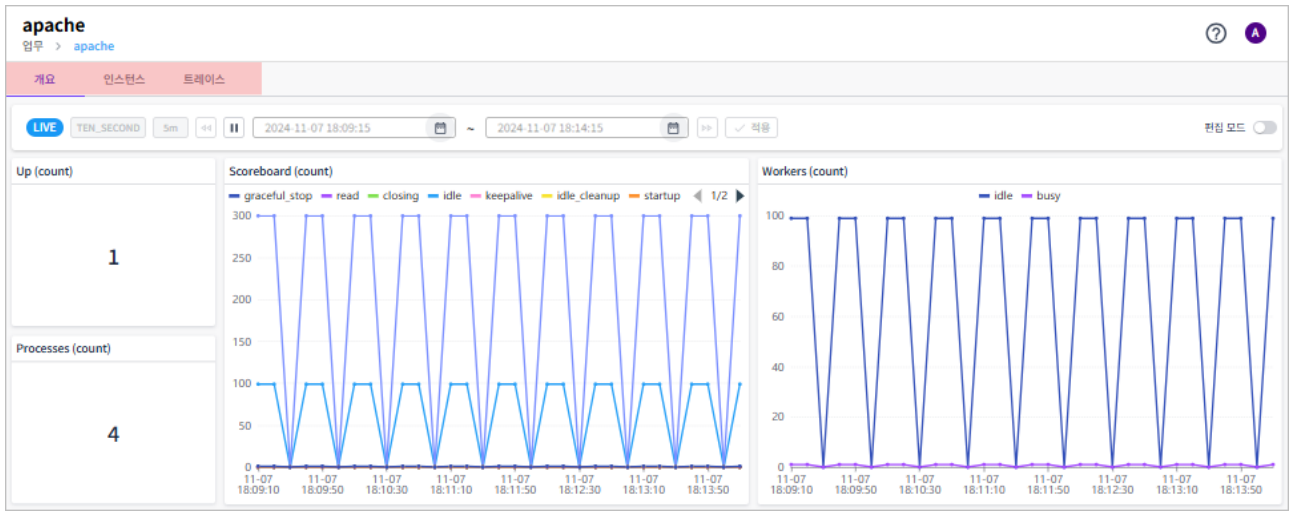 apache
업무 > apache
A
개요 인스턴스 트레이스
LIVE TEN_SECOND 5m 2024-11-07 18:09:15 ~ 2024-11-07 18:14:15 적용 편집 모드
Up (count)
1
Processes (count)
4
Scoreboard (count)
graceful_stop read closing idle keepalive idle_cleanup startup 1/2
300
250
200
150
100
50
0
11-07 11-07 11-07 11-07 11-07 11-07 11-07 11-07
18:09:10 18:09:50 18:10:30 18:11:10 18:11:50 18:12:30 18:13:10 18:13:50
Workers (count)
idle busy
100
80
60
40
20
0
11-07 11-07 11-07 11-07 11-07 11-07 11-07 11-07
18:09:10 18:09:50 18:10:30 18:11:10 18:11:50 18:12:30 18:13:10 18:13:50